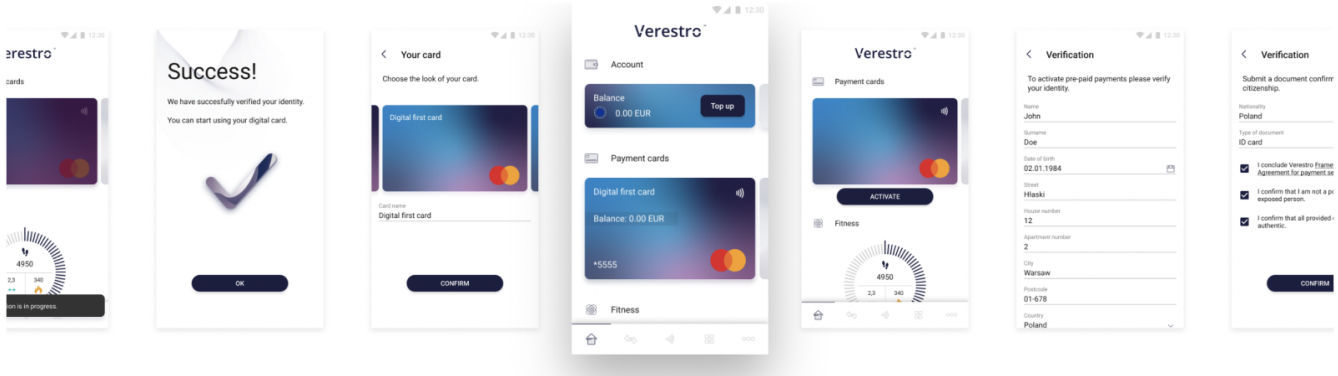 12:30
erestro
cards
4950
2,3
340
ion is in progress.
Success!
We have succesfully verified your identity.
You can start using your digital card.
OK
12:30
Your card
Choose the look of your card.
Digital first card
Card name
Digital first card
CONFIRM
12:30
Verestro
Account
Balance
0.00 EUR
Top up
Payment cards
Digital first card
Balance: 0.00 EUR
*5555
Fitness
12:30
Verestro
Payment cards
ACTIVATE
Fitness
4950
2,3
340
12:30
Verification
To activate pre-paid payments please verify
your identity.
Name
John
Surname
Doe
Date of birth
02.01.1984
Street
Hłaski
House number
12
Apartment number
2
City
Warsaw
Postcode
01-678
Country
Poland
Verification
Submit a document confirm
citizenship.
Nationality
Poland
Type of document
ID card
I conclude Verestro Frame
Agreement for payment se
I confirm that I am not a po
exposed person.
I confirm that all provided
authentic.
CONFIRM